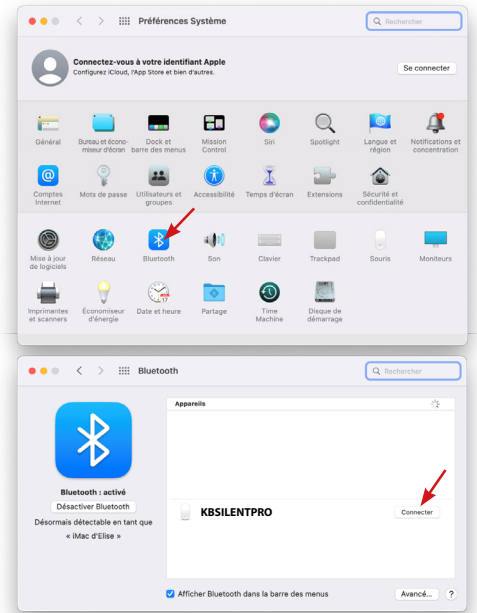 Préférences Système
Rechercher
Connectez-vous à votre identifiant Apple
Configurez iCloud, l'App Store et bien d'autres.
Se connecter
Général
Bureau et écono-
miseur d'écran
Dock et
barre des menus
Mission
Control
Siri
Spotlight
Langue et
région
Notifications et
concentration
Comptes
Internet
Mots de passe
Utilisateurs et
groupes
Accessibilité
Temps d'écran
Extensions
Sécurité et
confidentialité
Mise à jour
de logiciels
Réseau
Bluetooth
Son
Clavier
Trackpad
Souris
Moniteurs
Imprimantes
et scanners
Économiseur
d'énergie
17
Date et heure
Partage
Time
Machine
Disque de
démarrage
Bluetooth
Rechercher
Appareils
Bluetooth : activé
Désactiver Bluetooth
Désormais détectable en tant que
« iMac d'Elise »
KBSILENTPRO
Connecter
Afficher Bluetooth dans la barre des menus
Avancé...
?